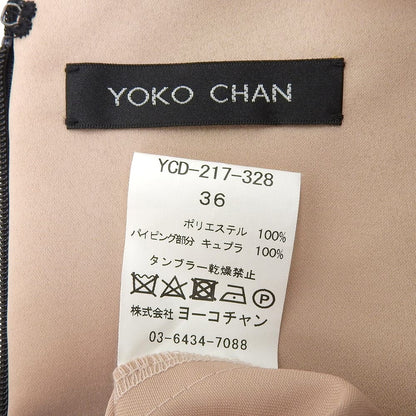 YOKO CHAN
YCD-217-328
36
ポリエステル 100%
パイピング部分 キュプラ 100%
タンブラー乾燥禁止
株式会社 ヨーコチャン
03-6434-7088